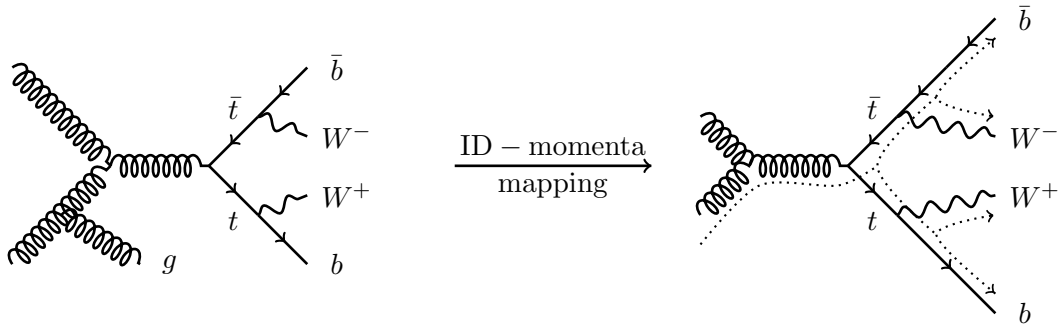 b̄
t̄
W⁻
W⁺
t
b
g
ID − momenta
mapping
b̄
t̄
W⁻
W⁺
t
b